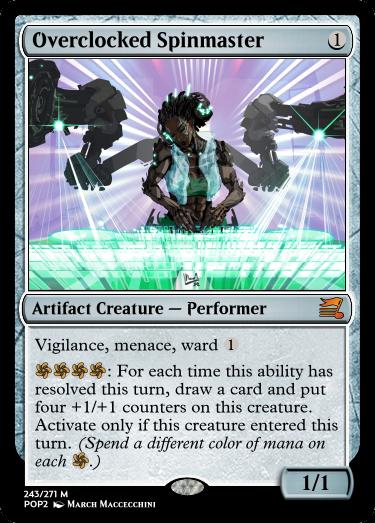 Overclocked Spinmaster 1
Artifact Creature — Performer
Vigilance, menace, ward 1
: For each time this ability has
resolved this turn, draw a card and put
four +1/+1 counters on this creature.
Activate only if this creature entered this
turn. (Spend a different color of mana on
each .)
1/1
243/271 M
POP2 March Maccecchini